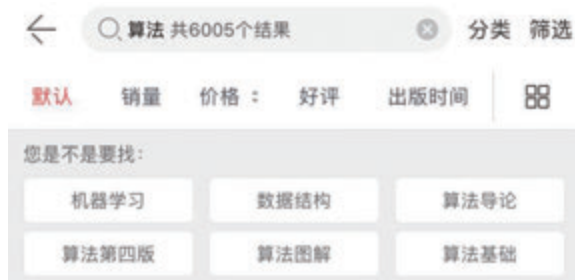 算法 共6005个结果 分类 筛选
默认 销量 价格 好评 出版时间
您是不是要找：
机器学习 数据结构 算法导论
算法第四版 算法图解 算法基础